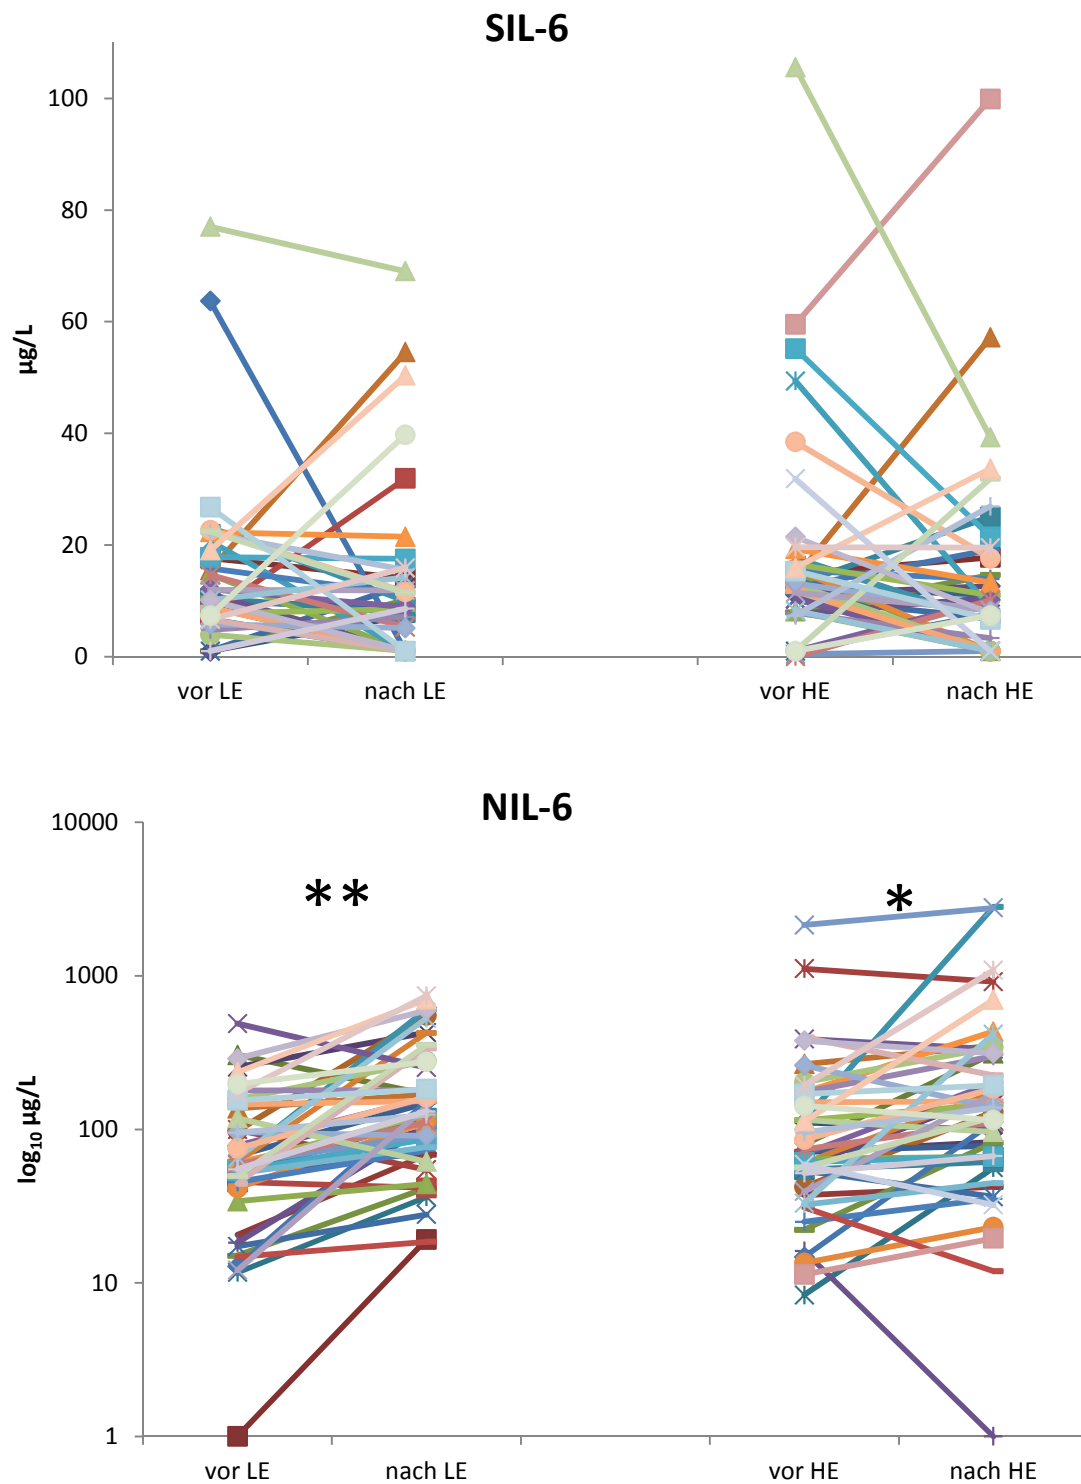 SIL-6
100
80
60
40
20
0
µg/L
vor LE
nach LE
vor HE
nach HE
NIL-6
10000
1000
100
10
1
log₁₀ µg/L
**
*
vor LE
nach LE
vor HE
nach HE